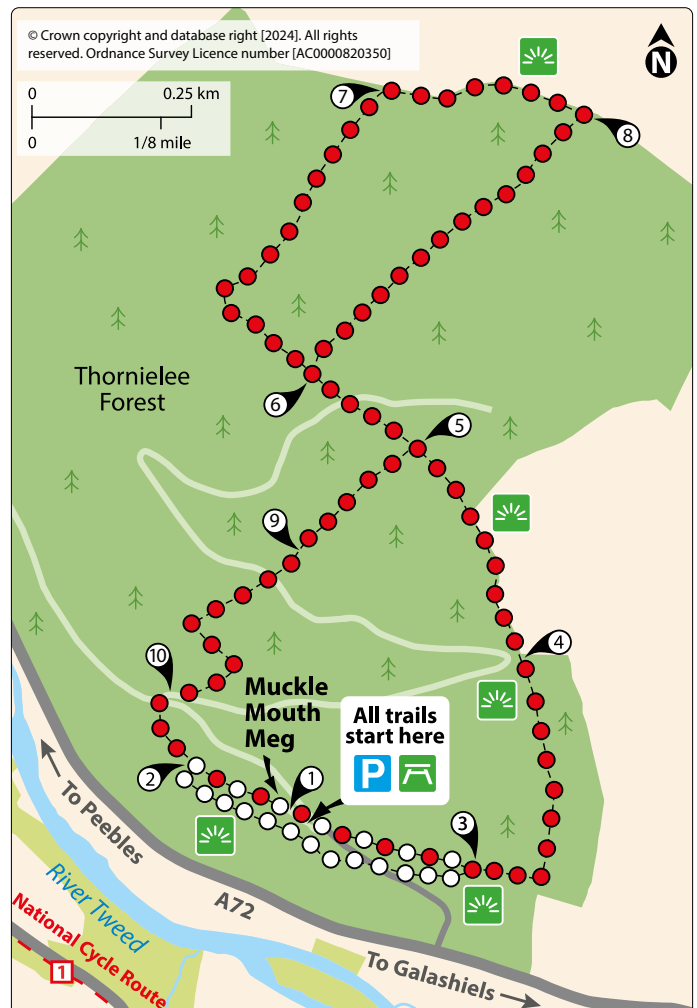 © Crown copyright and database right [2024]. All rights
reserved. Ordnance Survey Licence number [AC0000820350]
N
0 0.25 km
0 1/8 mile
7
8
Thornielee
Forest
6
5
9
4
10
Muckle
Mouth
Meg
All trails
start here
P
2
1
3
To Peebles
River Tweed
A72
National Cycle Route
1
To Galashiels